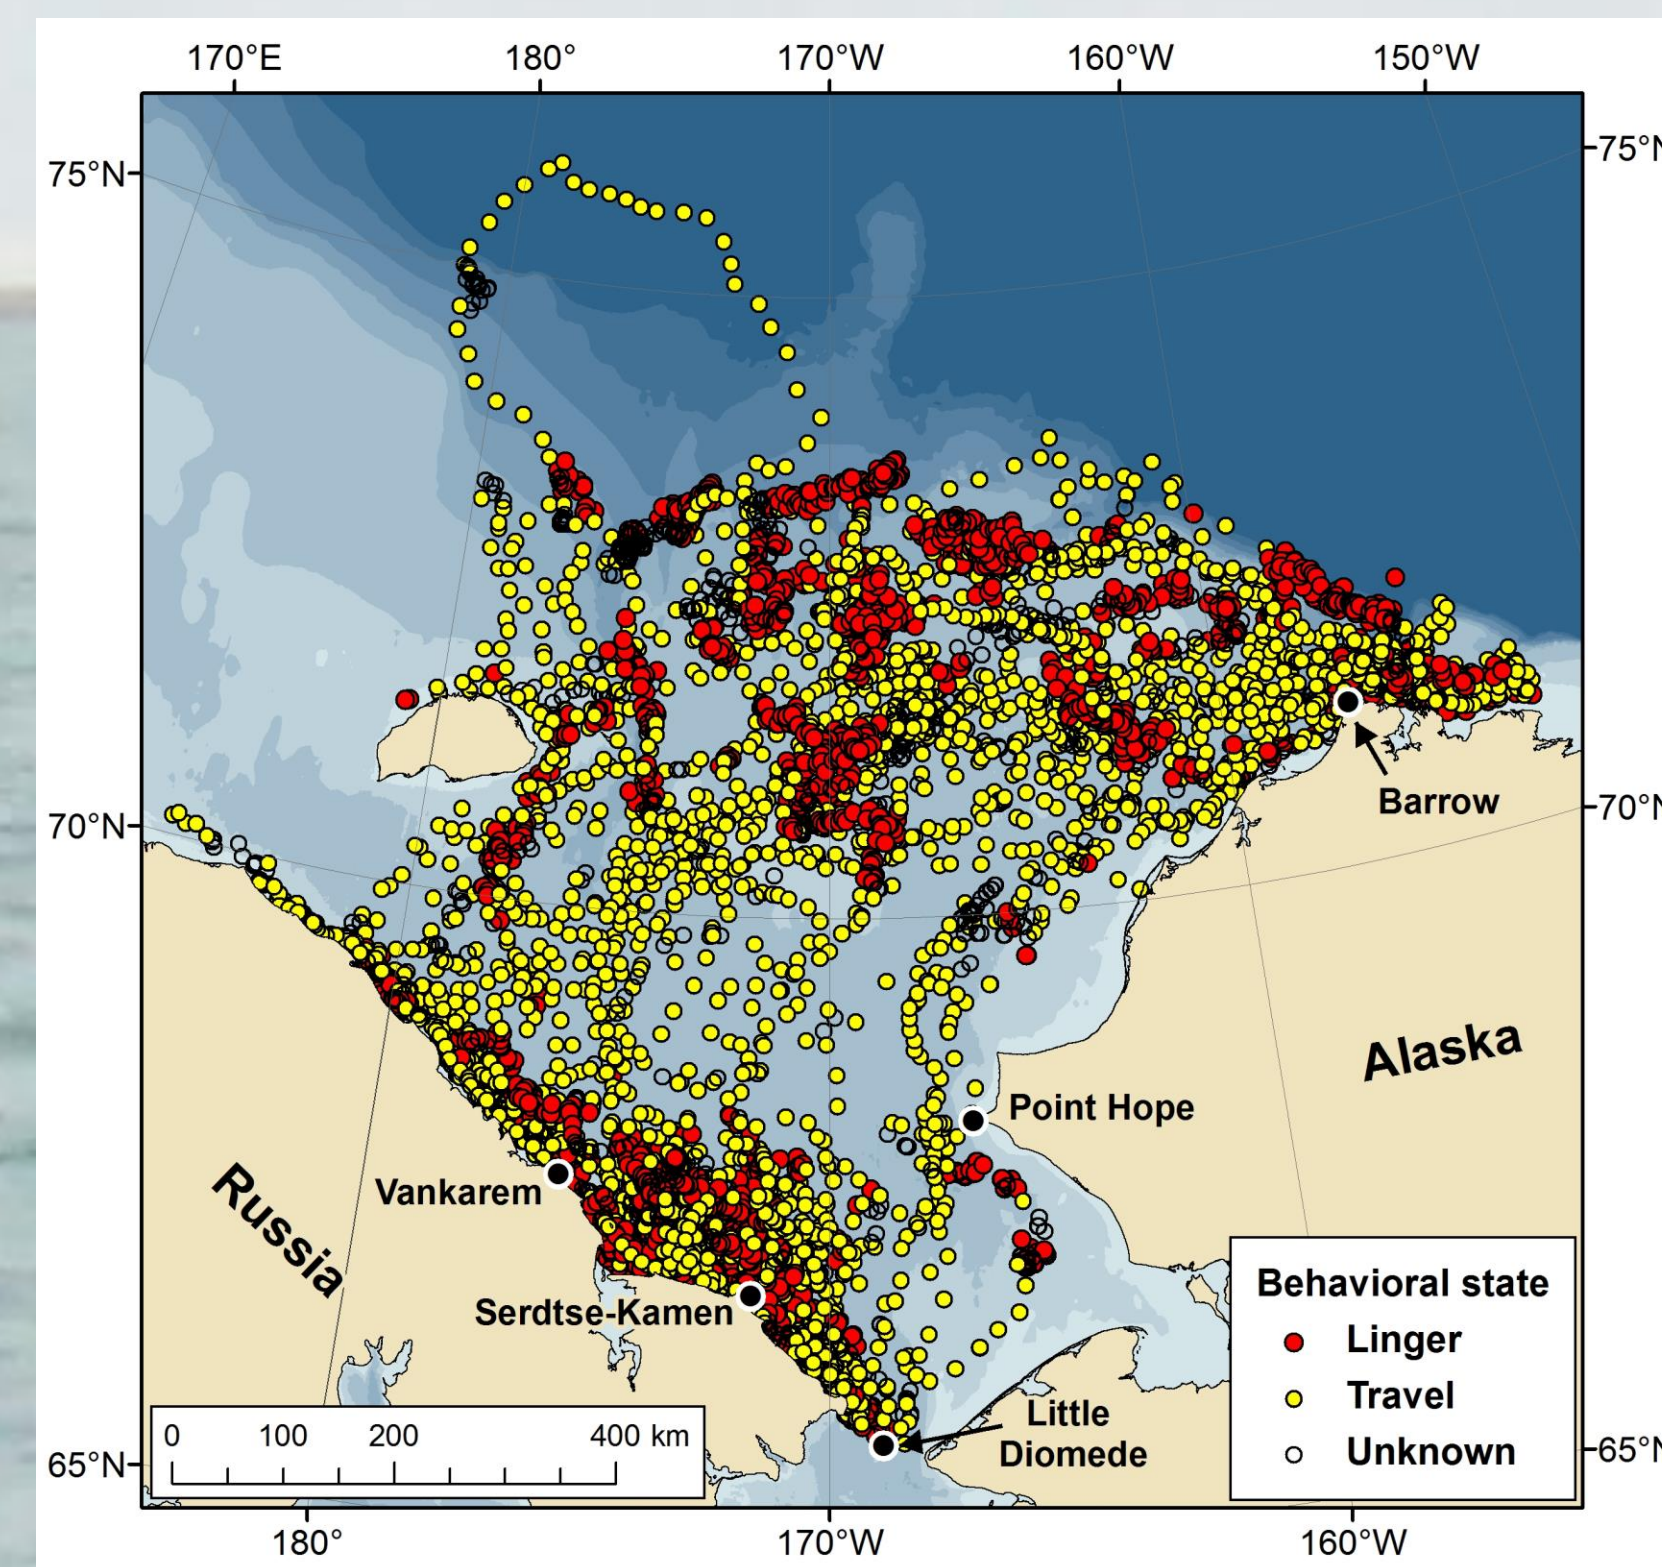 170°E 180° 170°W 160°W 150°W
75°N
75°N
70°N
70°N
65°N
65°N
Barrow
Alaska
Point Hope
Russia
Vankarem
Serdtse-Kamen
Little
Diomede
Behavioral state
Linger
Travel
Unknown
0 100 200 400 km
180° 170°W 160°W